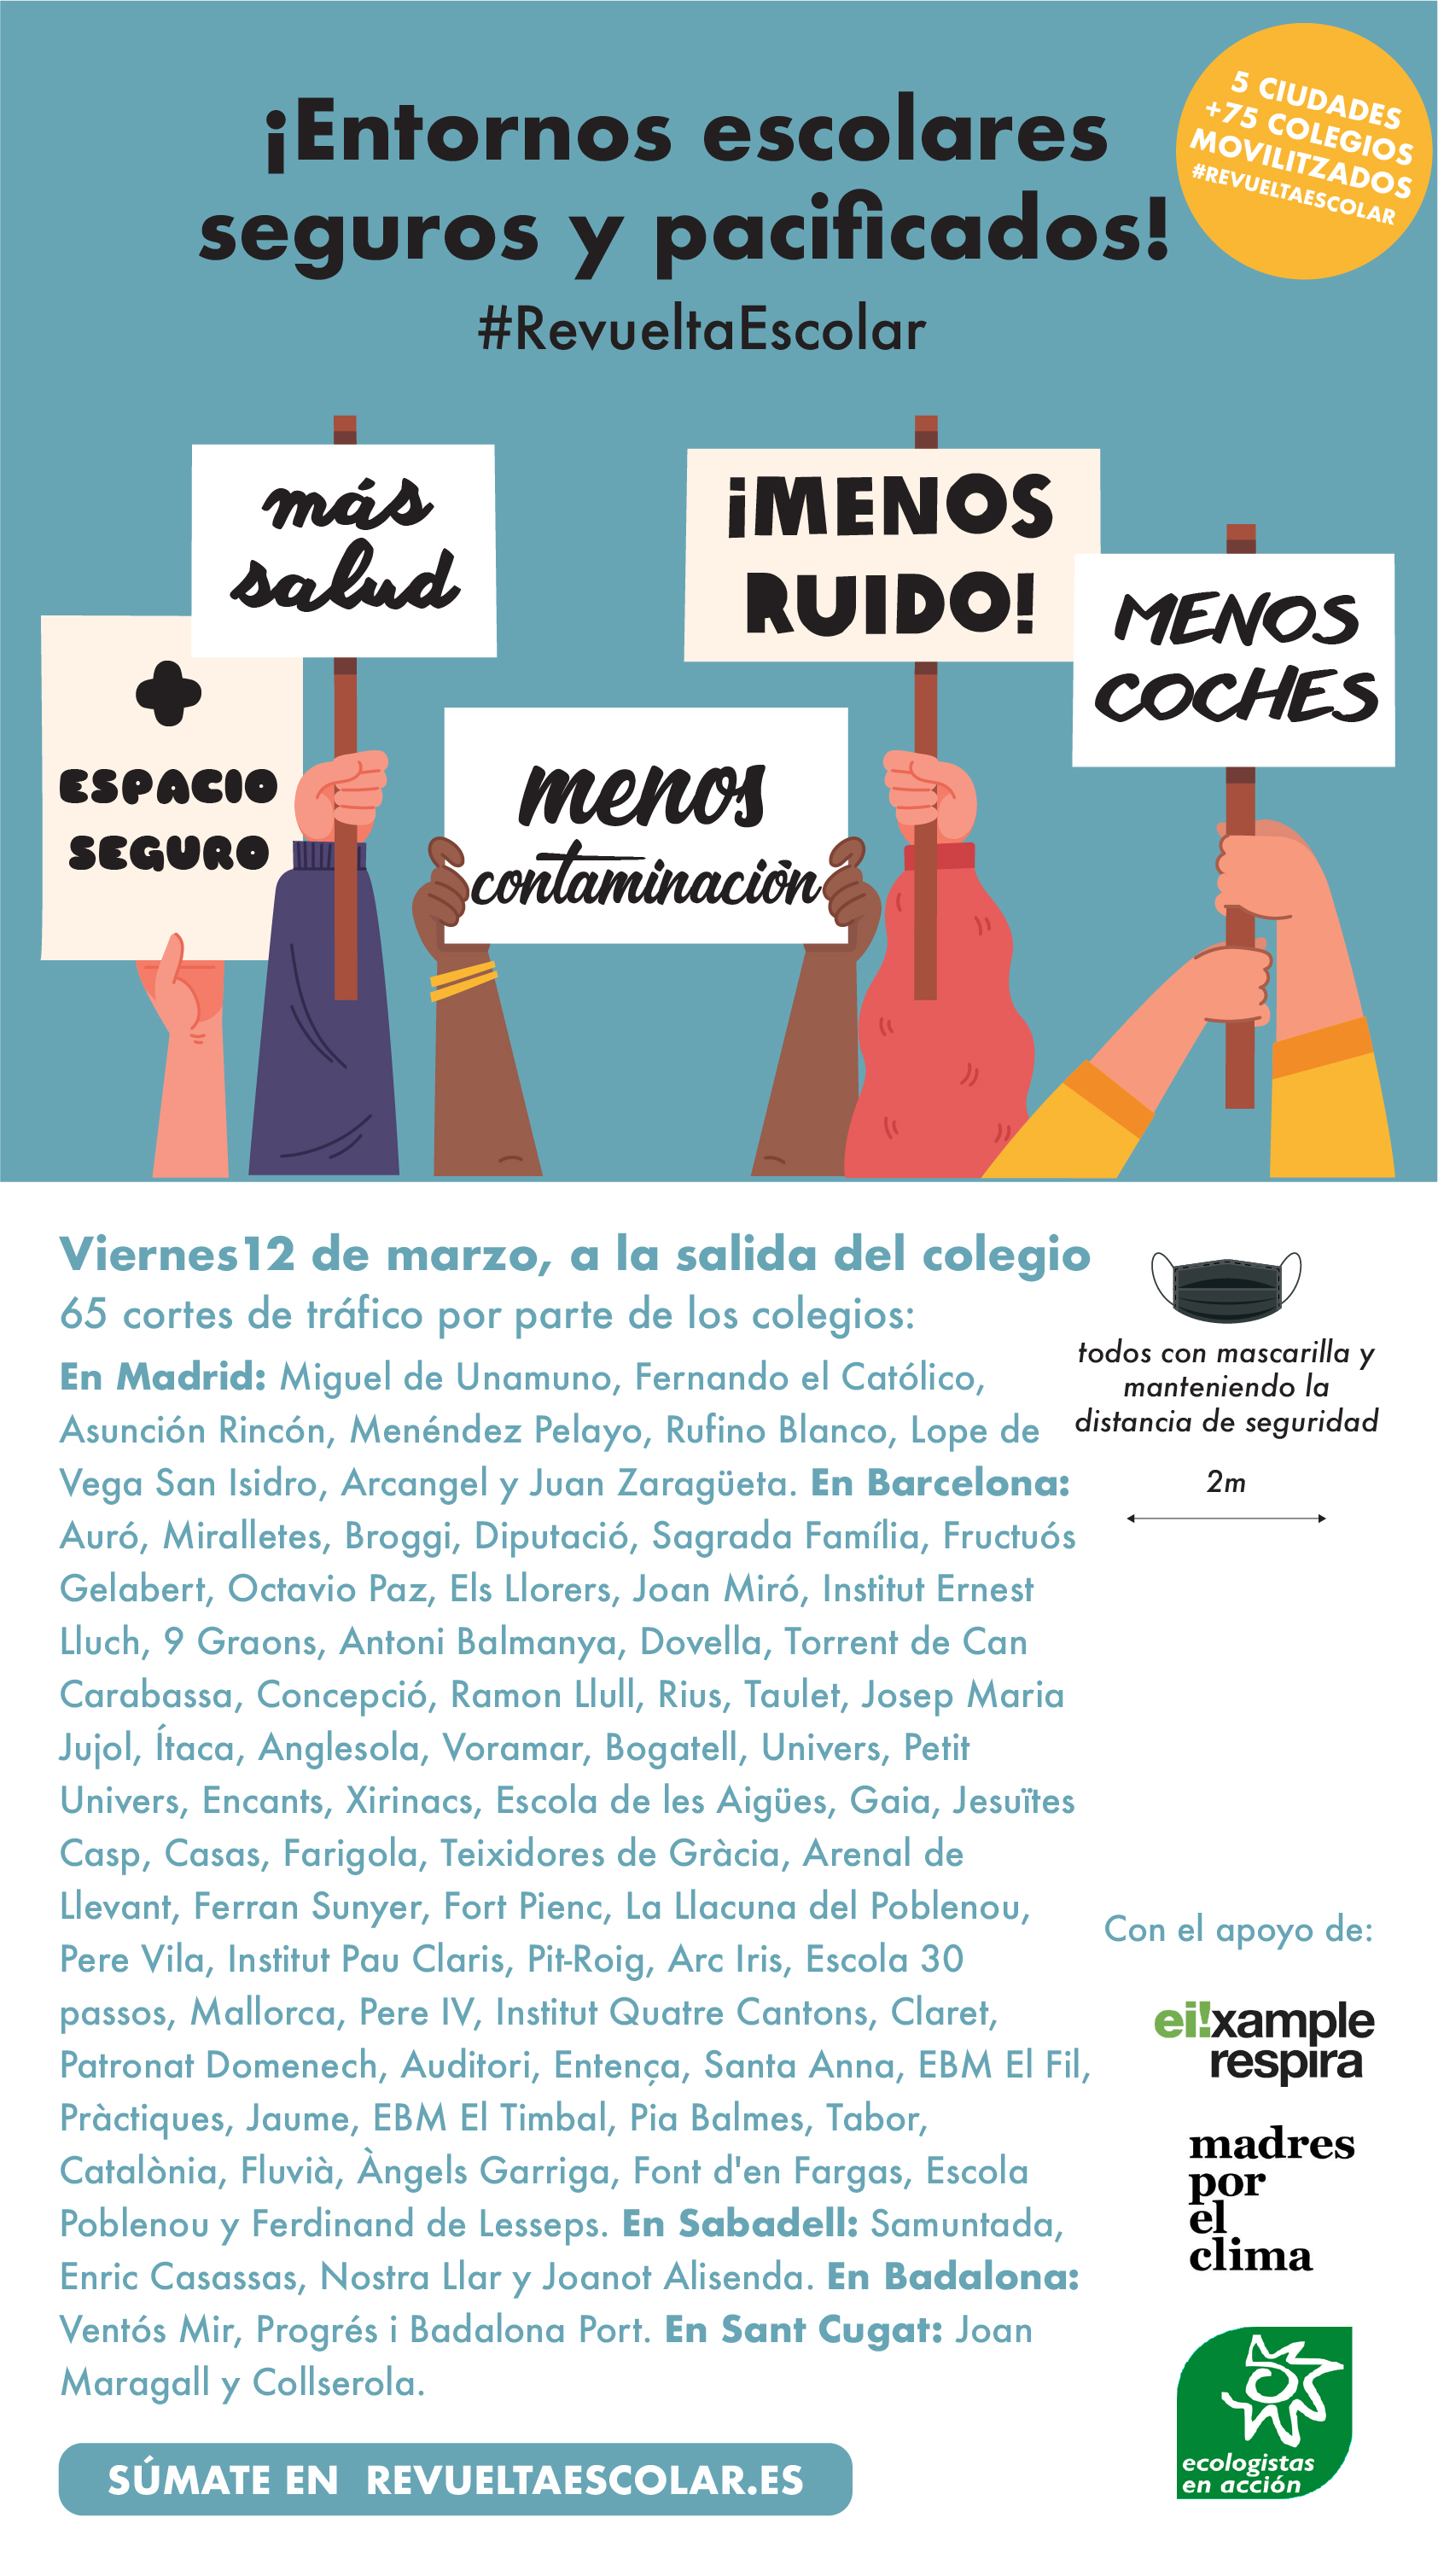 ¡Entornos escolares
seguros y pacificados!
#RevueltaEscolar
5 CIUDADES
+75 COLEGIOS
MOVILITZADOS
#REVUELTAESCOLAR
más
salud
¡MENOS
RUIDO!
MENOS
COCHES
+
ESPACIO
SEGURO
menos
contaminación
Viernes12 de marzo, a la salida del colegio
65 cortes de tráfico por parte de los colegios:
En Madrid: Miguel de Unamuno, Fernando el Católico,
Asunción Rincón, Menéndez Pelayo, Rufino Blanco, Lope de
Vega San Isidro, Arcangel y Juan Zaragüeta. En Barcelona:
Auró, Miralletes, Broggi, Diputació, Sagrada Família, Fructuós
Gelabert, Octavio Paz, Els Llorers, Joan Miró, Institut Ernest
Lluch, 9 Graons, Antoni Balmanya, Dovella, Torrent de Can
Carabassa, Concepció, Ramon Llull, Rius, Taulet, Josep Maria
Jujol, Ítaca, Anglesola, Voramar, Bogatell, Univers, Petit
Univers, Encants, Xirinacs, Escola de les Aigües, Gaia, Jesuïtes
Casp, Casas, Farigola, Teixidores de Gràcia, Arenal de
Llevant, Ferran Sunyer, Fort Pienc, La Llacuna del Poblenou,
Pere Vila, Institut Pau Claris, Pit-Roig, Arc Iris, Escola 30
passos, Mallorca, Pere IV, Institut Quatre Cantons, Claret,
Patronat Domenech, Auditori, Entença, Santa Anna, EBM El Fil,
Pràctiques, Jaume, EBM El Timbal, Pia Balmes, Tabor,
Catalònia, Fluvià, Àngels Garriga, Font d'en Fargas, Escola
Poblenou y Ferdinand de Lesseps. En Sabadell: Samuntada,
Enric Casassas, Nostra Llar y Joanot Alisenda. En Badalona:
Ventós Mir, Progrés i Badalona Port. En Sant Cugat: Joan
Maragall y Collserola.
SÚMATE EN REVUELTAESCOLAR.ES
todos con mascarilla y
manteniendo la
distancia de seguridad
2m
Con el apoyo de:
ei!xample
respira
madres
por
el
clima
ecologistas
en acción